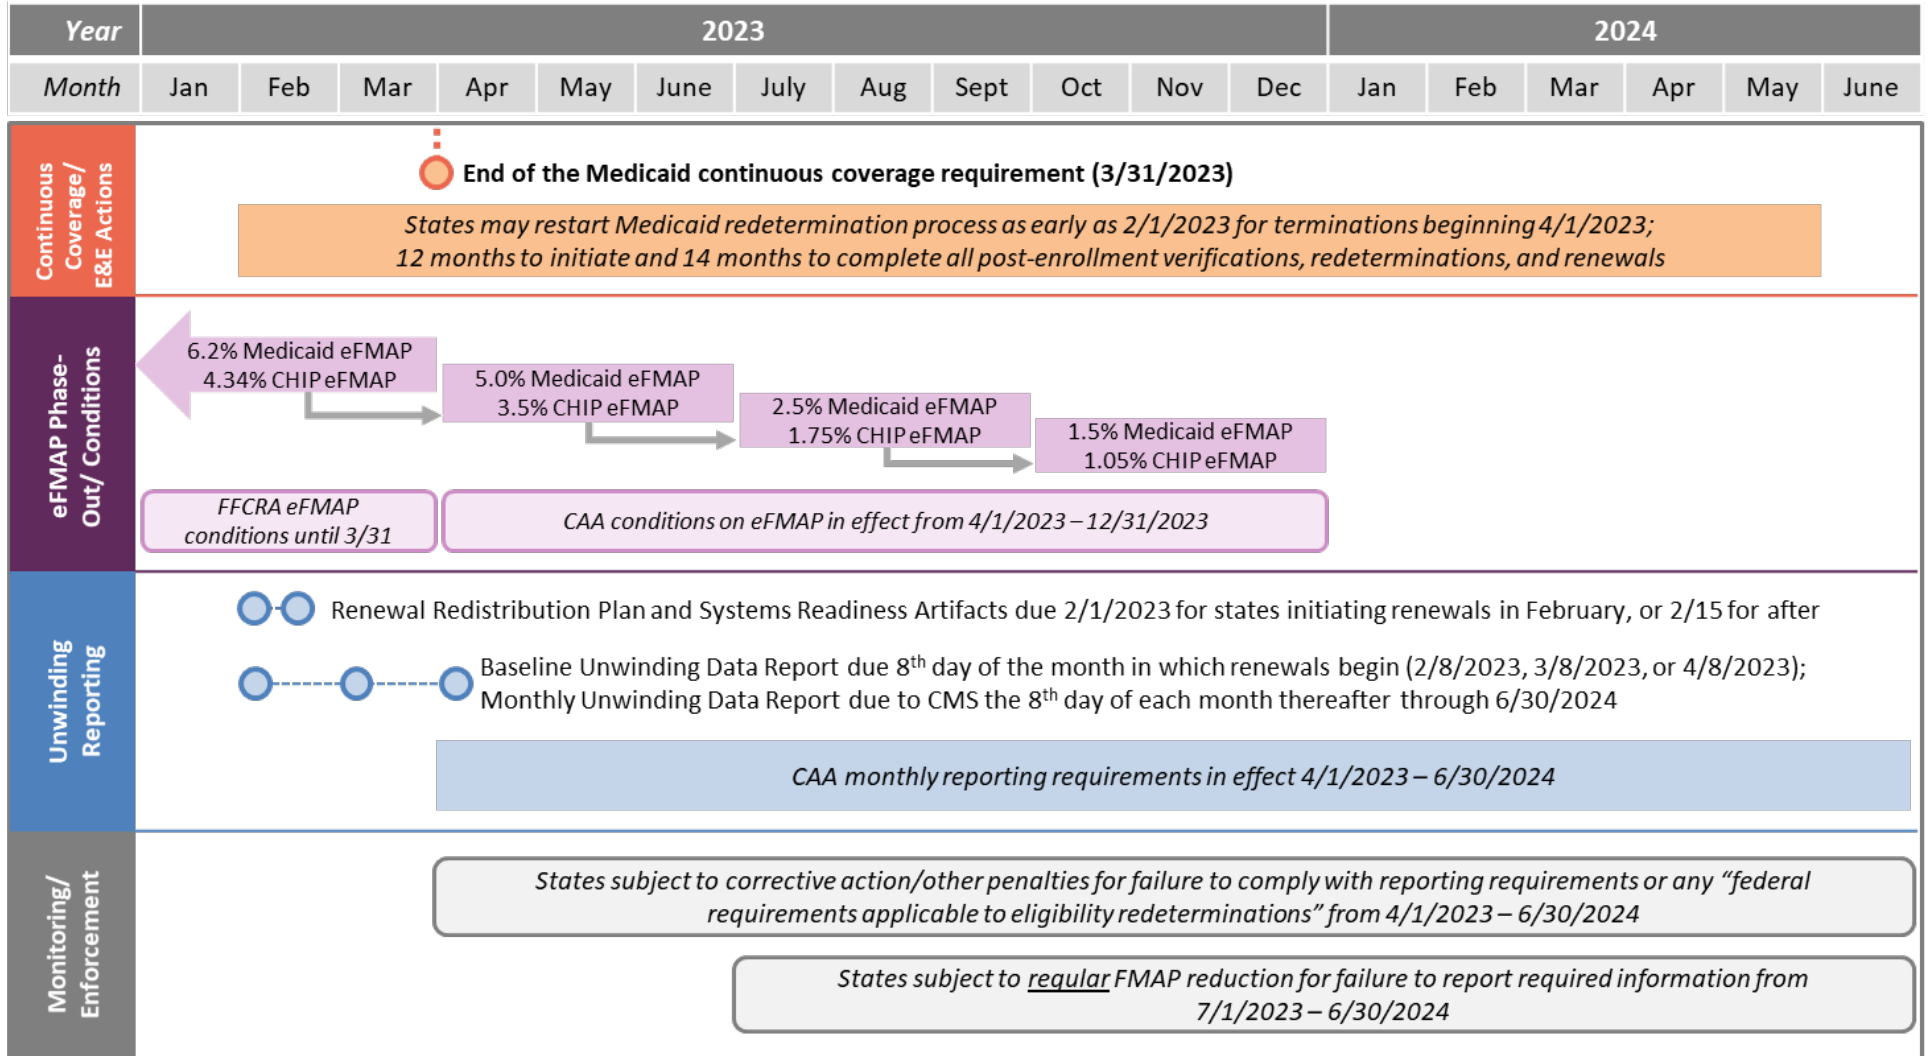 Year 2023 2024
Month Jan Feb Mar Apr May June July Aug Sept Oct Nov Dec Jan Feb Mar Apr May June
Continuous
Coverage/
E&E Actions
End of the Medicaid continuous coverage requirement (3/31/2023)
States may restart Medicaid redetermination process as early as 2/1/2023 for terminations beginning 4/1/2023;
12 months to initiate and 14 months to complete all post-enrollment verifications, redeterminations, and renewals
eFMAP Phase-
Out/ Conditions
6.2% Medicaid eFMAP
4.34% CHIP eFMAP
5.0% Medicaid eFMAP
3.5% CHIP eFMAP
2.5% Medicaid eFMAP
1.75% CHIP eFMAP
1.5% Medicaid eFMAP
1.05% CHIP eFMAP
FFCRA eFMAP
conditions until 3/31
CAA conditions on eFMAP in effect from 4/1/2023 – 12/31/2023
Unwinding
Reporting
Renewal Redistribution Plan and Systems Readiness Artifacts due 2/1/2023 for states initiating renewals in February, or 2/15 for after
Baseline Unwinding Data Report due 8th day of the month in which renewals begin (2/8/2023, 3/8/2023, or 4/8/2023);
Monthly Unwinding Data Report due to CMS the 8th day of each month thereafter through 6/30/2024
CAA monthly reporting requirements in effect 4/1/2023 – 6/30/2024
Monitoring/
Enforcement
States subject to corrective action/other penalties for failure to comply with reporting requirements or any “federal
requirements applicable to eligibility redeterminations” from 4/1/2023 – 6/30/2024
States subject to regular FMAP reduction for failure to report required information from
7/1/2023 – 6/30/2024